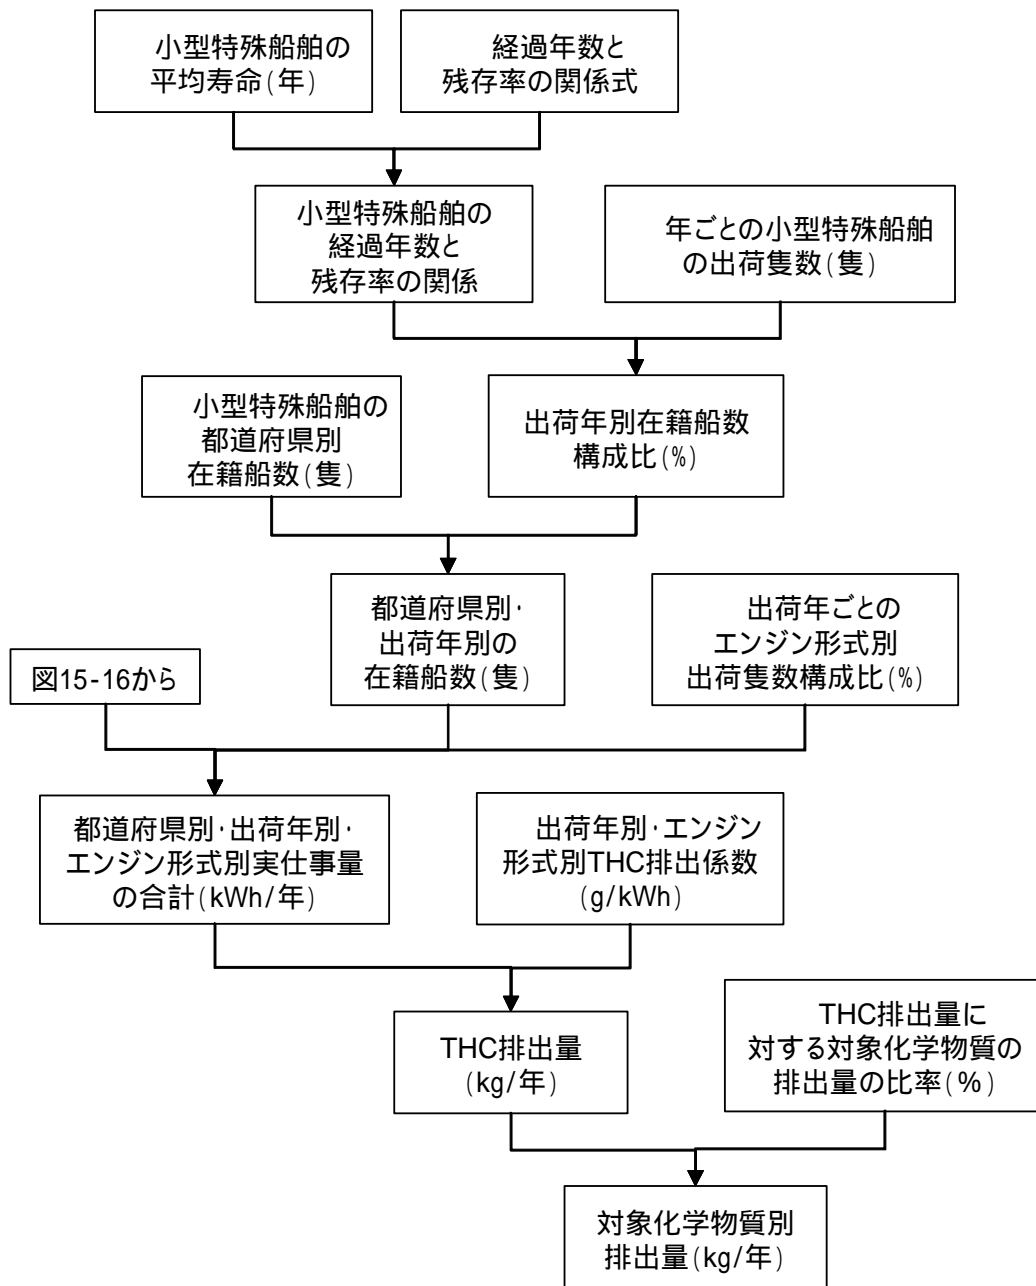 小型特殊船舶の
平均寿命(年)
経過年数と
残存率の関係式
小型特殊船舶の
経過年数と
残存率の関係
年ごとの小型特殊船舶
の出荷隻数(隻)
小型特殊船舶の
都道府県別
在籍船数(隻)
出荷年別在籍船数
構成比(%)
都道府県別・
出荷年別の
在籍船数(隻)
出荷年ごとの
エンジン形式別
出荷隻数構成比(%)
図15-16から
都道府県別・出荷年別・
エンジン形式別実仕事量
の合計(kWh/年)
出荷年別・エンジン
形式別THC排出係数
(g/kWh)
THC排出量
(kg/年)
THC排出量に
対する対象化学物質の
排出量の比率(%)
対象化学物質別
排出量(kg/年)